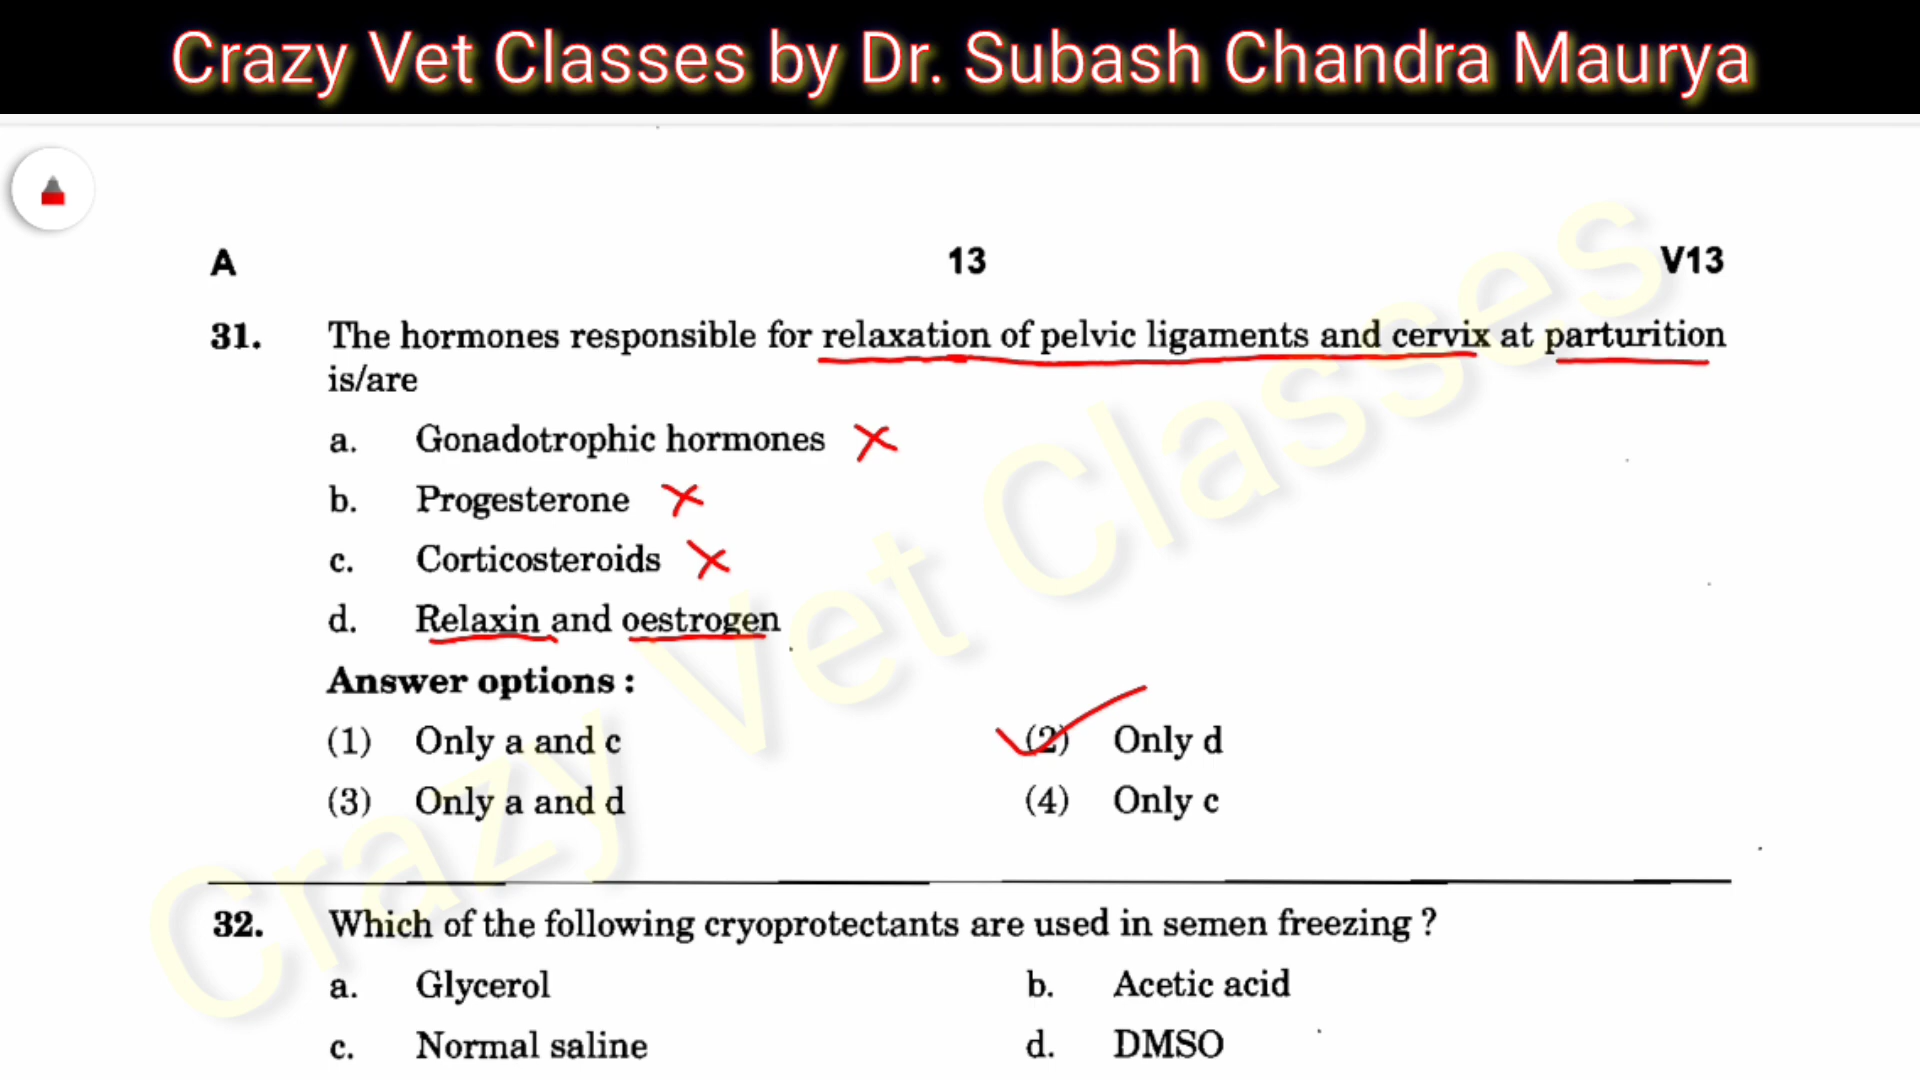 Crazy Vet Classes by Dr. Subash Chandra Maurya
A 13 V13
31. The hormones responsible for relaxation of pelvic ligaments and cervix at parturition
is/are
a. Gonadotrophic hormones
b. Progesterone
c. Corticosteroids
d. Relaxin and oestrogen
Answer options :
(1) Only a and c (2) Only d
(3) Only a and d (4) Only c
32. Which of the following cryoprotectants are used in semen freezing ?
a. Glycerol b. Acetic acid
c. Normal saline d. DMSO
Crazy Vet Classes